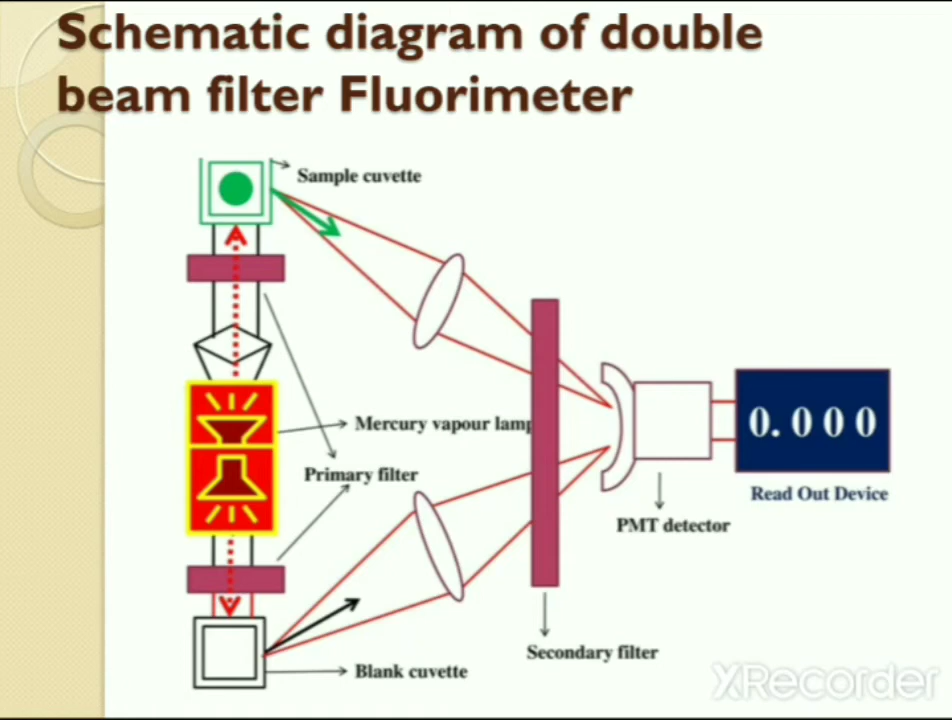 Schematic diagram of double
beam filter Fluorimeter
Sample cuvette
Mercury vapour lamp
0.000
Primary filter
Read Out Device
PMT detector
Secondary filter
Blank cuvette
XRecorder